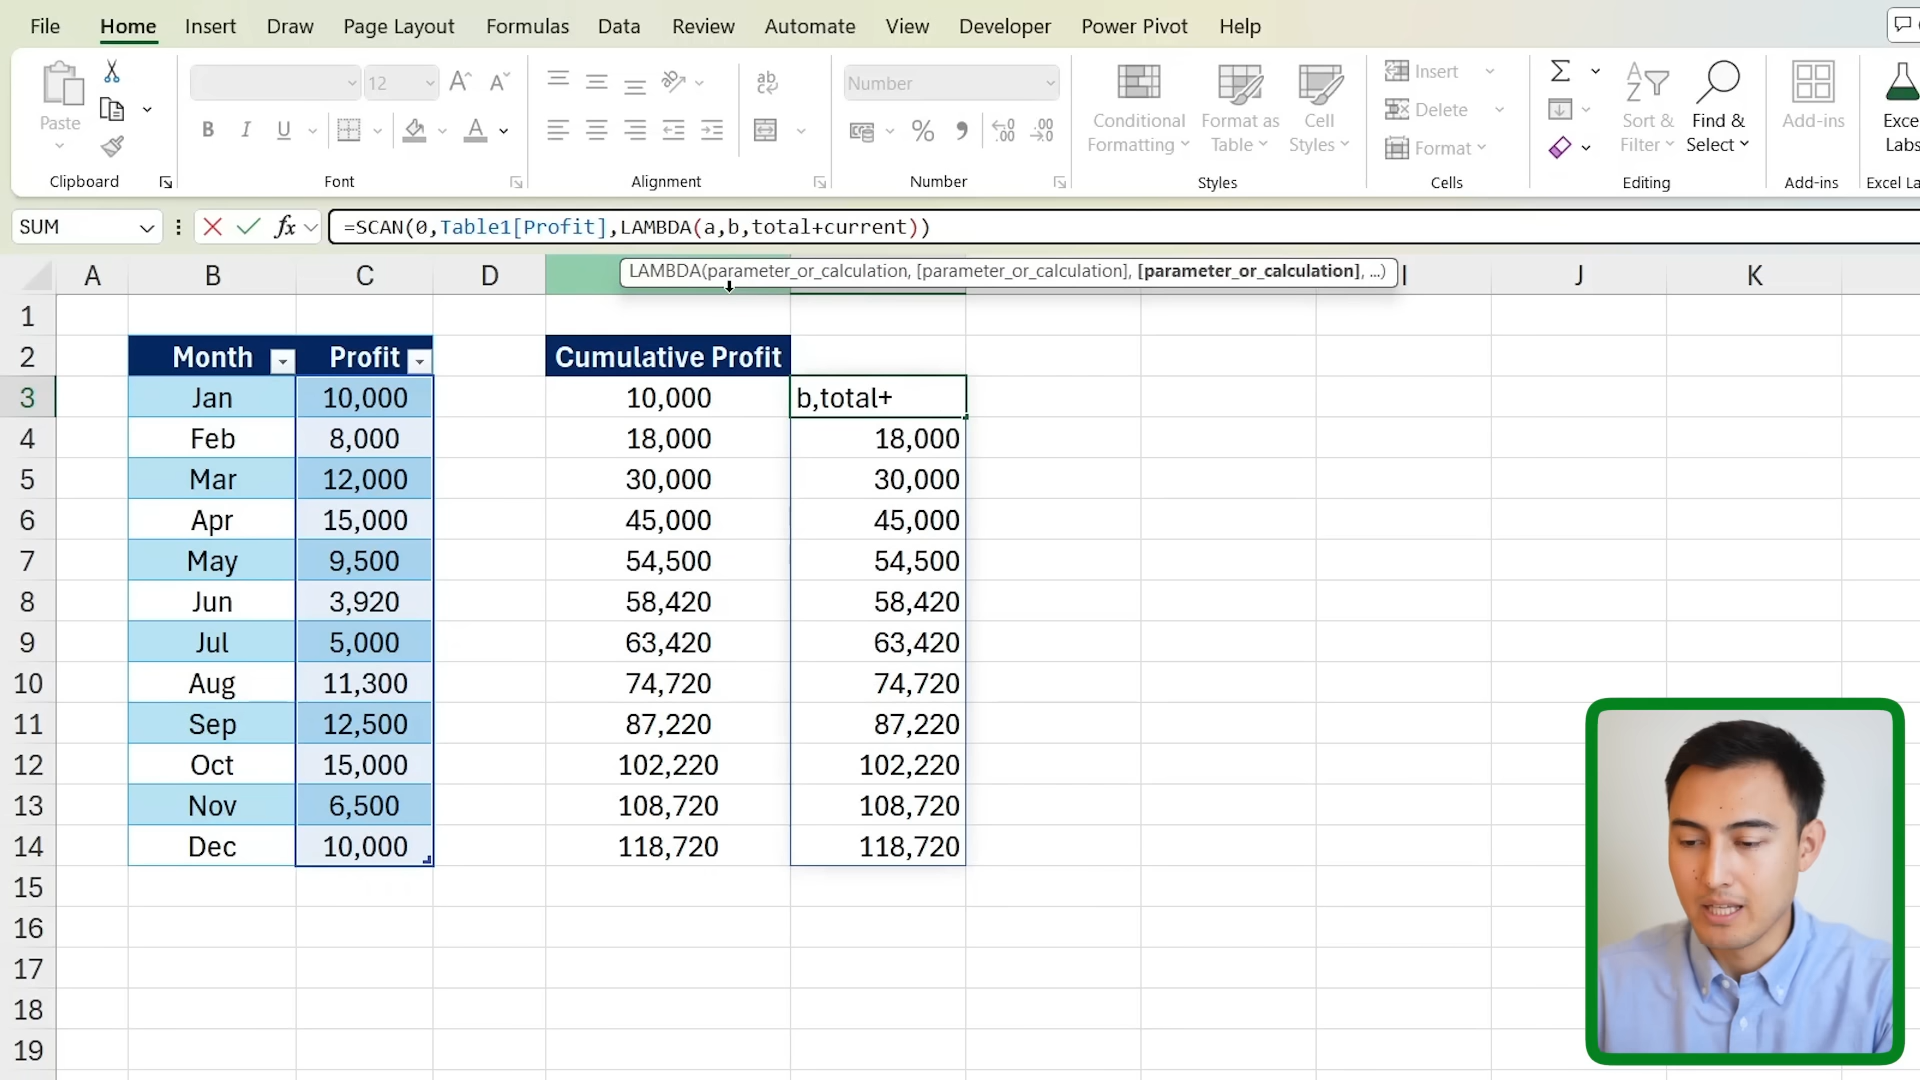 File Home Insert Draw Page Layout Formulas Data Review View Automate Developer Power Pivot Help
Paste
12
Number
Conditional Formatting
Format as Table
Cell Styles
Insert
Delete
Format
Sort & Filter
Find & Select
Add-ins
Exce
Labs
Clipboard Font Alignment Number Styles Cells Editing Add-ins Excel La
SUM fx =SCAN(0,Table1[Profit],LAMBDA(a,b,total+current))
LAMBDA(parameter_or_calculation, [parameter_or_calculation], [parameter_or_calculation], ...)
A B C D I J K
1
2 Month Profit Cumulative Profit
3 Jan 10,000 10,000 b,total+
4 Feb 8,000 18,000 18,000
5 Mar 12,000 30,000 30,000
6 Apr 15,000 45,000 45,000
7 May 9,500 54,500 54,500
8 Jun 3,920 58,420 58,420
9 Jul 5,000 63,420 63,420
10 Aug 11,300 74,720 74,720
11 Sep 12,500 87,220 87,220
12 Oct 15,000 102,220 102,220
13 Nov 6,500 108,720 108,720
14 Dec 10,000 118,720 118,720
15
16
17
18
19